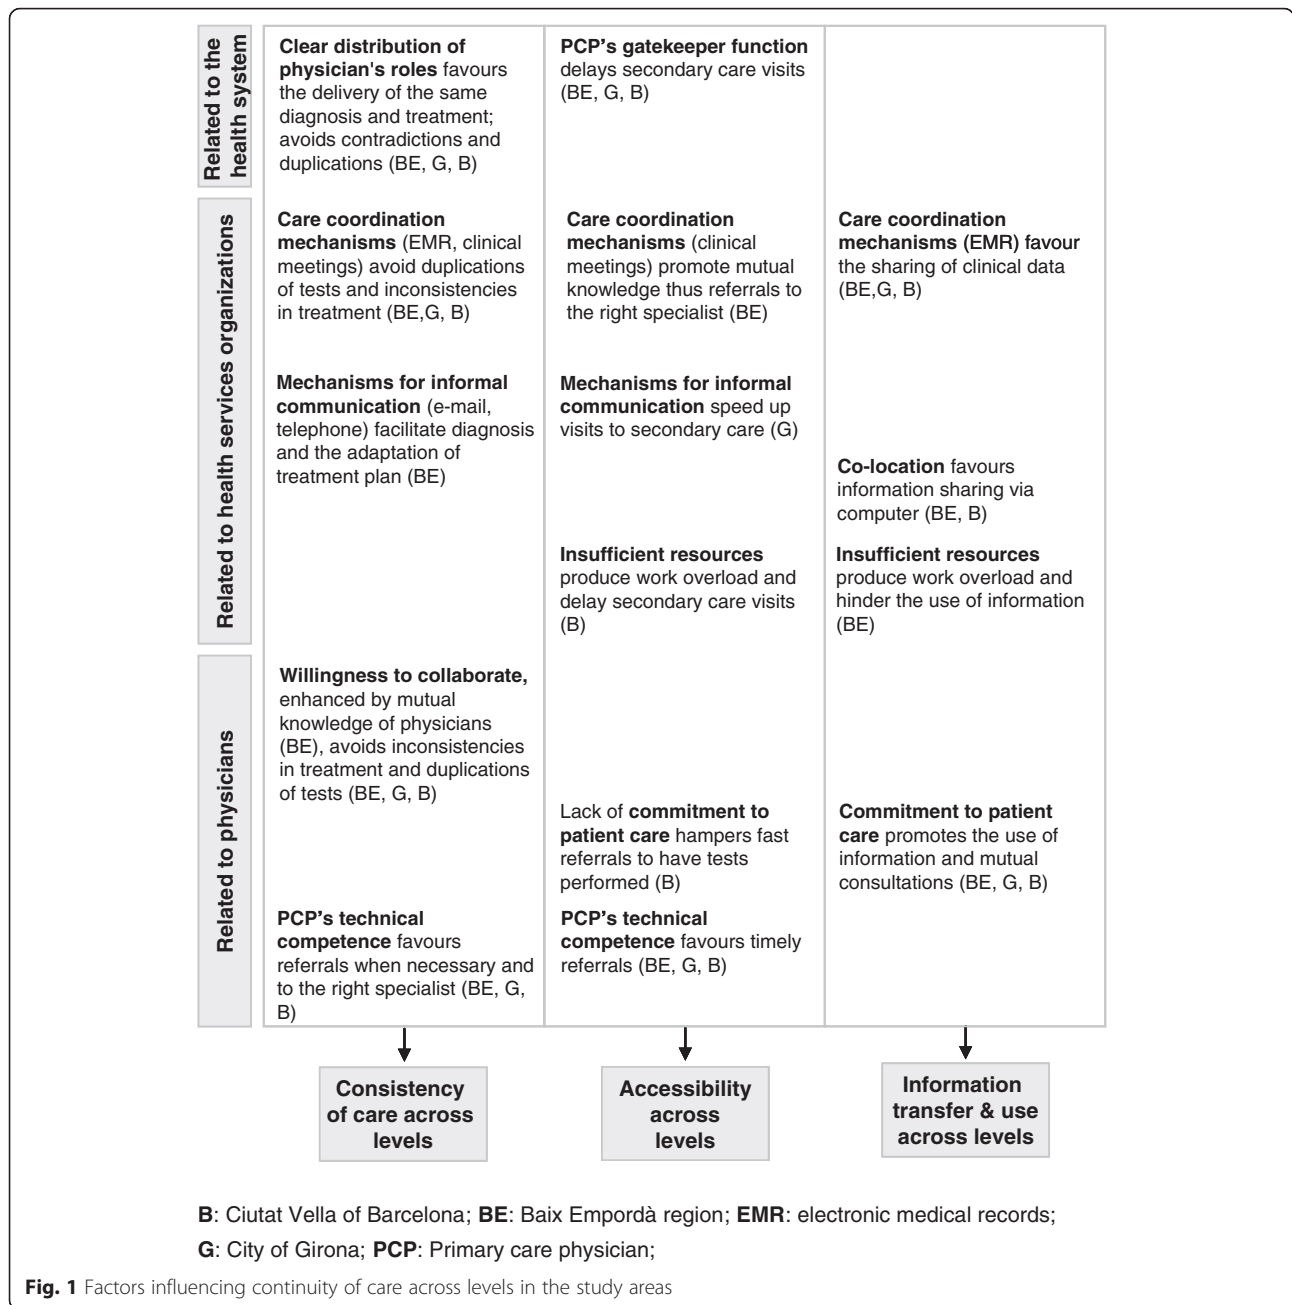 Related to the
health system
Clear distribution of
physician's roles favours
the delivery of the same
diagnosis and treatment;
avoids contradictions and
duplications (BE, G, B)
PCP's gatekeeper function
delays secondary care visits
(BE, G, B)
Related to health services organizations
Care coordination
mechanisms (EMR, clinical
meetings) avoid duplications
of tests and inconsistencies
in treatment (BE,G, B)
Care coordination
mechanisms (clinical
meetings) promote mutual
knowledge thus referrals to
the right specialist (BE)
Care coordination
mechanisms (EMR) favour
the sharing of clinical data
(BE,G, B)
Mechanisms for informal
communication (e-mail,
telephone) facilitate diagnosis
and the adaptation of
treatment plan (BE)
Mechanisms for informal
communication speed up
visits to secondary care (G)
Co-location favours
information sharing via
computer (BE, B)
Insufficient resources
produce work overload and
delay secondary care visits
(B)
Insufficient resources
produce work overload and
hinder the use of information
(BE)
Related to physicians
Willingness to collaborate,
enhanced by mutual
knowledge of physicians
(BE), avoids inconsistencies
in treatment and duplications
of tests (BE, G, B)
Lack of commitment to
patient care hampers fast
referrals to have tests
performed (B)
Commitment to patient
care promotes the use of
information and mutual
consultations (BE, G, B)
PCP's technical
competence favours
referrals when necessary and
to the right specialist (BE, G,
B)
PCP's technical
competence favours timely
referrals (BE, G, B)
Consistency
of care across
levels
Accessibility
across
levels
Information
transfer & use
across levels
B: Ciutat Vella of Barcelona; BE: Baix Empordà region; EMR: electronic medical records;
G: City of Girona; PCP: Primary care physician;
Fig. 1 Factors influencing continuity of care across levels in the study areas